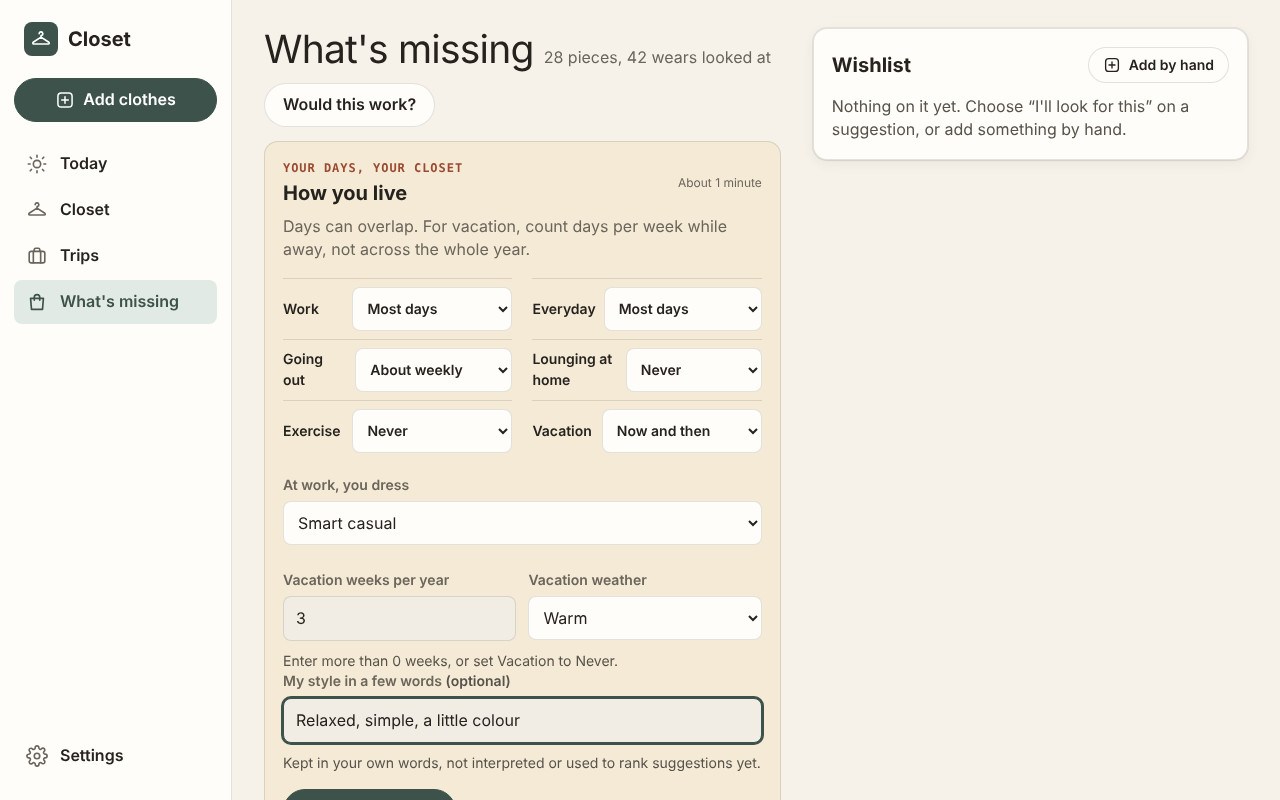 Closet
Add clothes
Today
Closet
Trips
What's missing
Settings
What's missing
28 pieces, 42 wears looked at
Would this work?
YOUR DAYS, YOUR CLOSET
How you live
About 1 minute
Days can overlap. For vacation, count days per week while
away, not across the whole year.
Work
Most days
Everyday
Most days
Going
out
About weekly
Lounging at
home
Never
Exercise
Never
Vacation
Now and then
At work, you dress
Smart casual
Vacation weeks per year
Vacation weather
3
Warm
Enter more than 0 weeks, or set Vacation to Never.
My style in a few words (optional)
Relaxed, simple, a little colour
Kept in your own words, not interpreted or used to rank suggestions yet.
Wishlist
Add by hand
Nothing on it yet. Choose “I'll look for this” on a
suggestion, or add something by hand.